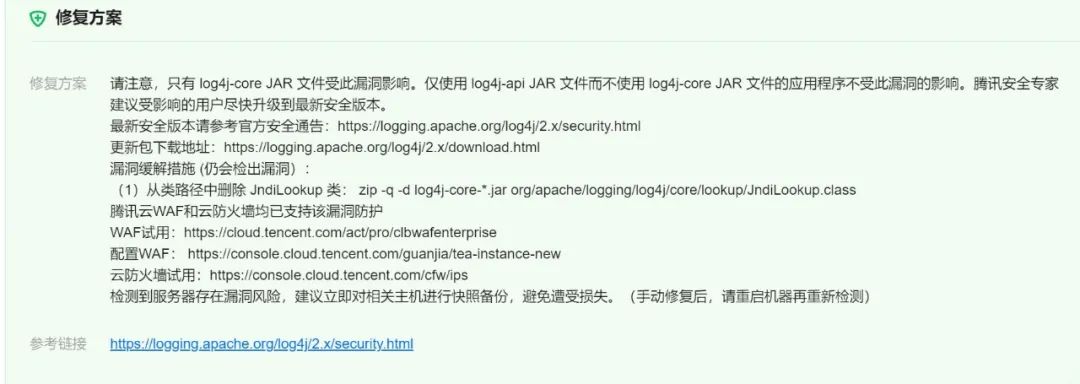 修复方案
修复方案 请注意，只有 log4j-core JAR 文件受此漏洞影响。仅使用 log4j-api JAR 文件而不使用 log4j-core JAR 文件的应用程序不受此漏洞的影响。腾讯安全专家
建议受影响的用户尽快升级到最新安全版本。
最新安全版本请参考官方安全通告：https://logging.apache.org/log4j/2.x/security.html
更新包下载地址：https://logging.apache.org/log4j/2.x/download.html
漏洞缓解措施 (仍会检出漏洞）：
（1）从类路径中删除 JndiLookup 类： zip -q -d log4j-core-*.jar org/apache/logging/log4j/core/lookup/JndiLookup.class
腾讯云WAF和云防火墙均已支持该漏洞防护
WAF试用：https://cloud.tencent.com/act/pro/clbwafenterprise
配置WAF： https://console.cloud.tencent.com/guanjia/tea-instance-new
云防火墙试用：https://console.cloud.tencent.com/cfw/ips
检测到服务器存在漏洞风险，建议立即对相关主机进行快照备份，避免遭受损失。（手动修复后，请重启机器再重新检测）
参考链接 https://logging.apache.org/log4j/2.x/security.html